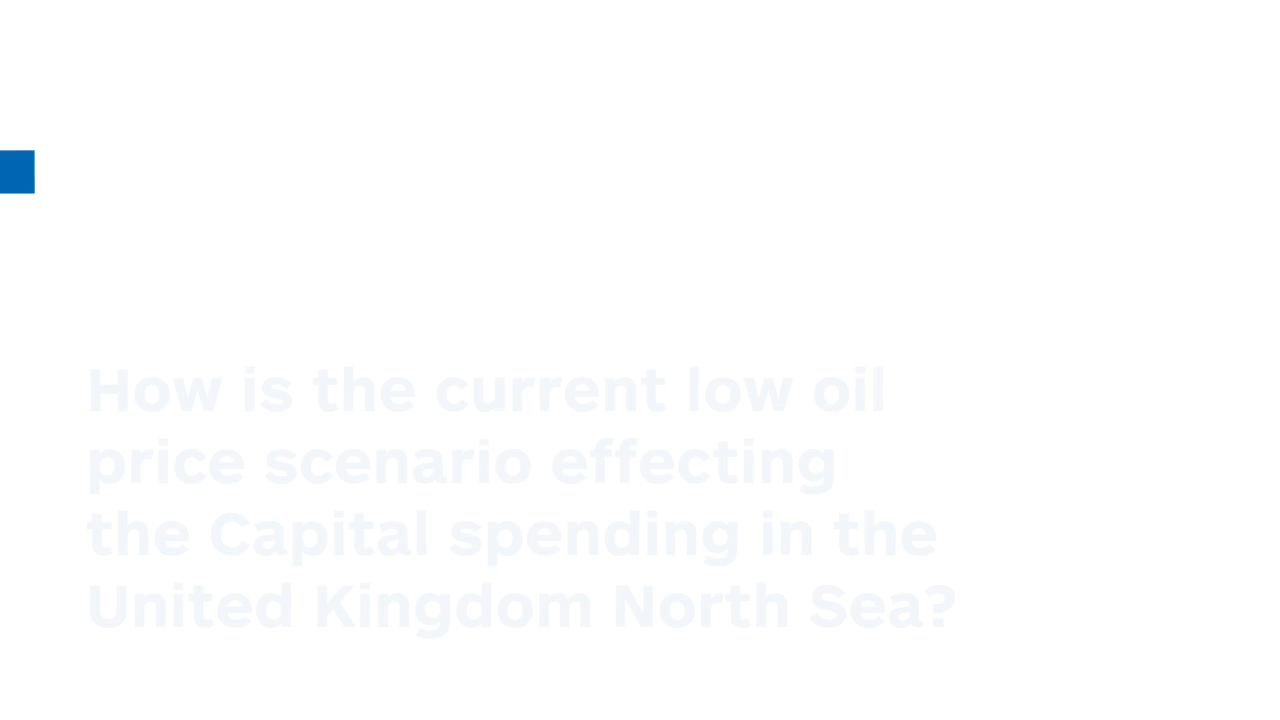 How is the current low oil
price scenario effecting
the Capital spending in the
United Kingdom North Sea?